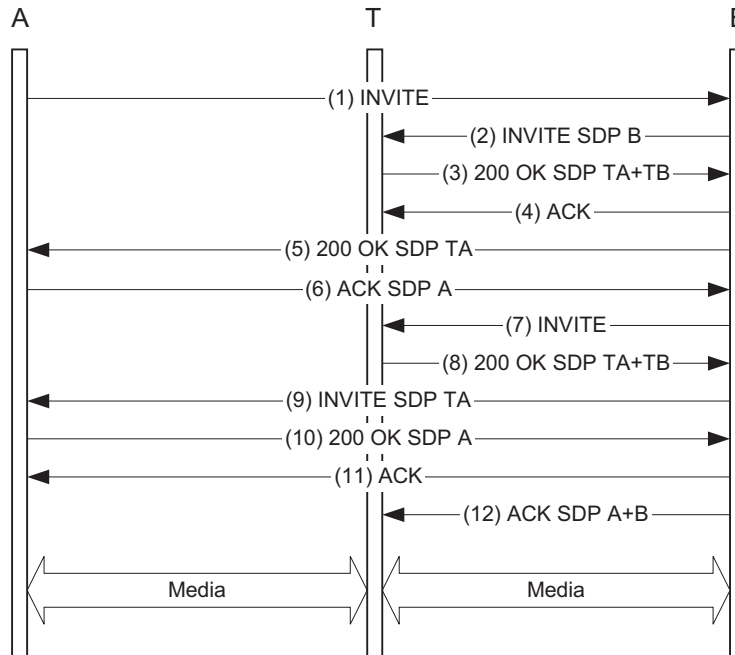 A
T
(1) INVITE
(2) INVITE SDP B
(3) 200 OK SDP TA+TB
(4) ACK
(5) 200 OK SDP TA
(6) ACK SDP A
(7) INVITE
(8) 200 OK SDP TA+TB
(9) INVITE SDP TA
(10) 200 OK SDP A
(11) ACK
(12) ACK SDP A+B
Media
Media